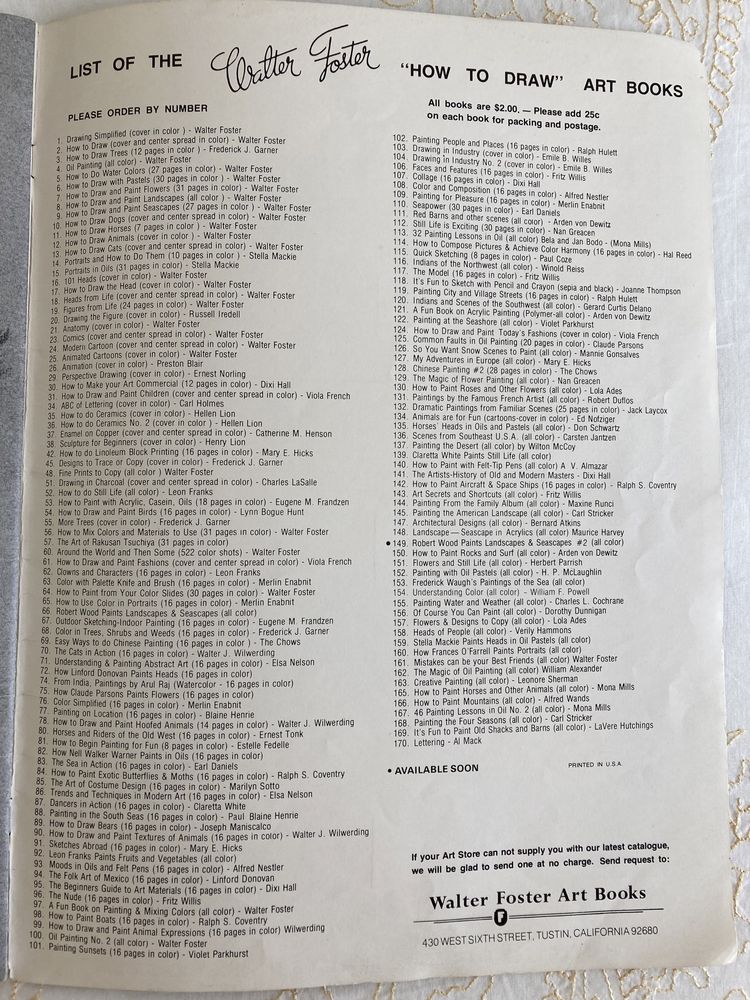 LIST OF THE Walter Foster "HOW TO DRAW" ART BOOKS
PLEASE ORDER BY NUMBER
1. Drawing Simplified (cover in color ) - Walter Foster
2. How to Draw (cover and center spread in color) - Walter Foster
3. How to Draw Trees (12 pages in color ) - Frederick J. Garner
4. Oil Painting (all color) - Walter Foster
5. How to Do Water Colors (27 pages in color) - Walter Foster
6. How to Draw with Pastels (30 pages in color ) - Walter Foster
7. How to Draw and Paint Flowers (31 pages in color) - Walter Foster
8. How to Draw and Paint Landscapes (all color ) - Walter Foster
9. How to Draw and Paint Seascapes (27 pages in color ) - Walter Foster
10. How to Draw Dogs (cover and center spread in color) - Walter Foster
11. How to Draw Horses (7 pages in color ) - Walter Foster
12. How to Draw Animals (cover in color ) - Walter Foster
13. How to Draw Cats (cover and center spread in color) - Walter Foster
14. Portraits and How to Do Them (10 pages in color ) - Stella Mackie
15. Portraits in Oils (31 pages in color) - Stella Mackie
16. 101 Heads (cover in color) - Walter Foster
17. How to Draw the Head (cover in color) - Walter Foster
18. Heads from Life (cover and center spread in color) - Walter Foster
19. Figures from Life (24 pages in color) - Walter Foster
20. Drawing the Figure (cover in color) - Russell Iredell
21. Anatomy (cover in color) - Walter Foster
23. Comics (cover and center spread in color) - Walter Foster
24. Modern Cartoon (cover and center spread in color) - Walter Foster
25. Animated Cartoons (cover in color) - Walter Foster
26. Animation (cover in color) - Preston Blair
29. Perspective Drawing (cover in color) - Ernest Norling
30. How to Make your Art Commercial (12 pages in color) - Dixi Hall
31. How to Draw and Paint Children (cover and center spread in color) - Viola French
34. ABC of Lettering (cover in color) - Carl Holmes
35. How to do Ceramics (cover in color) - Hellen Lion
36. How to do Ceramics No. 2 (cover in color) - Hellen Lion
37. Enamel on Copper (cover and center spread in color) - Catherine M. Henson
38. Sculpture for Beginners (cover in color) - Henry Lion
42. How to do Linoleum Block Printing (16 pages in color) - Mary E. Hicks
45. Designs to Trace or Copy (cover in color) - Frederick J. Garner
48. Fine Prints to Copy (all color ) Walter Foster
51. Drawing in Charcoal (cover and center spread in color) - Charles LaSalle
52. How to do Still Life (all color) - Leon Franks
53. How to Paint with Acrylic, Casein, Oils (18 pages in color) - Eugene M. Frandzen
54. How to Draw and Paint Birds (16 pages in color) - Lynn Bogue Hunt
55. More Trees (cover in color) - Frederick J. Garner
56. How to Mix Colors and Materials to Use (31 pages in color) - Walter Foster
57. The Art of Rakusan Tsuchiya (31 pages in color)
60. Around the World and Then Some (522 color shots) - Walter Foster
61. How to Draw and Paint Fashions (cover and center spread in color) - Viola French
62. Clowns and Characters (16 pages in color) - Leon Franks
63. Color with Palette Knife and Brush (16 pages in color) - Merlin Enabnit
64. How to Paint from Your Color Slides (30 pages in color) - Walter Foster
65. How to Use Color in Portraits (16 pages in color) - Merlin Enabnit
66. Robert Wood Paints Landscapes & Seascapes (all color)
67. Outdoor Sketching-Indoor Painting (16 pages in color) - Eugene M. Frandzen
68. Color in Trees, Shrubs and Weeds (16 pages in color) - Frederick J. Garner
69. Easy Ways to do Chinese Painting (16 pages in color ) - The Chows
70. The Cats in Action (16 pages in color) - Walter J. Wilwerding
71. Understanding & Painting Abstract Art (16 pages in color) - Elsa Nelson
72. How Linford Donovan Paints Heads (16 pages in color)
74. From India, Paintings by Arul Raj (Watercolor - 16 pages in color)
75. How Claude Parsons Paints Flowers (16 pages in color)
76. Color Simplified (16 pages in color) - Merlin Enabnit
77. Painting on Location (16 pages in color) - Blaine Henrie
78. How to Draw and Paint Hoofed Animals (14 pages in color) - Walter J. Wilwerding
80. Horses and Riders of the Old West (16 pages in color) - Ernest Tonk
81. How to Begin Painting for Fun (8 pages in color) - Estelle Fedelle
82. How Nell Walker Warner Paints in Oils (16 pages in color)
83. The Sea in Action (16 pages in color) - Earl Daniels
84. How to Paint Exotic Butterflies & Moths (16 pages in color) - Ralph S. Coventry
85. The Art of Costume Design (16 pages in color) - Marilyn Sotto
86. Trends and Techniques in Modern Art (16 pages in color) - Elsa Nelson
87. Dancers in Action (16 pages in color) - Claretta White
88. Painting in the South Seas (16 pages in color) - Paul Blaine Henrie
89. How to Draw Bears (16 pages in color) - Joseph Maniscalco
90. How to Draw and Paint Textures of Animals (16 pages in color) - Walter J. Wilwerding
91. Sketches Abroad (16 pages in color) - Mary E. Hicks
92. Leon Franks Paints Fruits and Vegetables (all color)
93. Moods in Oils and Felt Pens (16 pages in color) - Alfred Nestler
94. The Folk Art of Mexico (16 pages in color) - Linford Donovan
95. The Beginners Guide to Art Materials (16 pages in color) - Dixi Hall
96. The Nude (16 pages in color) - Fritz Willis
97. A Fun Book on Painting & Mixing Colors (all color) - Walter Foster
98. How to Paint Boats (16 pages in color) - Ralph S. Coventry
99. How to Draw and Paint Animal Expressions (16 pages in color) Wilwerding
100. Oil Painting No. 2 (all color) - Walter Foster
101. Painting Sunsets (16 pages in color) - Violet Parkhurst
All books are $2.00. — Please add 25c
on each book for packing and postage.
102. Painting People and Places (16 pages in color) - Ralph Hulett
103. Drawing in Industry (cover in color) - Emile B. Willes
104. Drawing in Industry No. 2 (cover in color) - Emile B. Willes
106. Faces and Features (16 pages in color) - Fritz Willis
107. Collage (16 pages in color) - Dixi Hall
108. Color and Composition (16 pages in color) - Alfred Nestler
109. Painting for Pleasure (16 pages in color) - Merlin Enabnit
110. Seapower (30 pages in color) - Earl Daniels
111. Red Barns and other scenes (all color) - Arden von Dewitz
112. Still Life is Exciting (30 pages in color) - Nan Greacen
113. 32 Painting Lessons in Oil (all color) Bela and Jan Bodo - (Mona Mills)
114. How to Compose Pictures & Achieve Color Harmony (16 pages in color) - Hal Reed
115. Quick Sketching (8 pages in color) - Paul Coze
116. Indians of the Northwest (all color) - Winold Reiss
117. The Model (16 pages in color) - Fritz Willis
118. It's Fun to Sketch with Pencil and Crayon (sepia and black) - Joanne Thompson
119. Painting City and Village Streets (16 pages in color) - Ralph Hulett
120. Indians and Scenes of the Southwest (all color) - Gerard Curtis Delano
121. A Fun Book on Acrylic Painting (Polymer-all color) - Arden von Dewitz
122. Painting at the Seashore (all color) - Violet Parkhurst
124. How to Draw and Paint Today's Fashions (cover in color) - Viola French
125. Common Faults in Oil Painting (20 pages in color) - Claude Parsons
126. So You Want Snow Scenes to Paint (all color) - Mannie Gonsalves
127. My Adventures in Europe (all color) - Mary E. Hicks
128. Chinese Painting #2 (28 pages in color) - The Chows
129. The Magic of Flower Painting (all color) - Nan Greacen
130. How to Paint Roses and Other Flowers (all color) - Lola Ades
131. Paintings by the Famous French Artist (all color) - Robert Duflos
132. Dramatic Paintings from Familiar Scenes (25 pages in color) - Jack Laycox
134. Animals are for Fun (cartoons-cover in color) - Ed Nofziger
135. Horses' Heads in Oils and Pastels (all color) - Don Schwartz
136. Scenes from Southeast U.S.A. (all color) - Carsten Jantzen
137. Painting the Desert (all color) by Wilton McCoy
139. Claretta White Paints Still Life (all color)
140. How to Paint with Felt-Tip Pens (all color) A. V. Almazar
141. The Artists-History of Old and Modern Masters - Dixi Hall
142. How to Paint Aircraft & Space Ships (16 pages in color) - Ralph S. Coventry
143. Art Secrets and Shortcuts (all color) - Fritz Willis
144. Painting From the Family Album (all color) - Maxine Runci
145. Painting the American Landscape (all color) - Carl Stricker
147. Architectural Designs (all color) - Bernard Atkins
148. Landscape—Seascape in Acrylics (all color) Maurice Harvey
• 149. Robert Wood Paints Landscapes & Seascapes #2 (all color)
150. How to Paint Rocks and Surf (all color) - Arden von Dewitz
151. Flowers and Still Life (all color) - Herbert Parrish
152. Painting with Oil Pastels (all color) - H. P. McLaughlin
153. Frederick Waugh's Paintings of the Sea (all color)
154. Understanding Color (all color) - William F. Powell
155. Painting Water and Weather (all color) - Charles L. Cochrane
156. Of Course You Can Paint (all color) - Dorothy Dunnigan
157. Flowers & Designs to Copy (all color) - Lola Ades
158. Heads of People (all color) - Verily Hammons
159. Stella Mackie Paints Heads in Oil Pastels (all color)
160. How Frances O'Farrell Paints Portraits (all color)
161. Mistakes can be your Best Friends (all color) Walter Foster
162. The Magic of Oil Painting (all color) William Alexander
163. Creative Painting (all color) - Leonore Sherman
165. How to Paint Horses and Other Animals (all color) - Mona Mills
166. How to Paint Mountains (all color) - Alfred Wands
167. 46 Painting Lessons in Oil No. 2 (all color) - Mona Mills
168. Painting the Four Seasons (all color) - Carl Stricker
169. It's Fun to Paint Old Shacks and Barns (all color) - LaVere Hutchings
170. Lettering - Al Mack
• AVAILABLE SOON
PRINTED IN U.S.A.
If your Art Store can not supply you with our latest catalogue,
we will be glad to send one at no charge. Send request to:
Walter Foster Art Books
F
430 WEST SIXTH STREET, TUSTIN, CALIFORNIA 92680